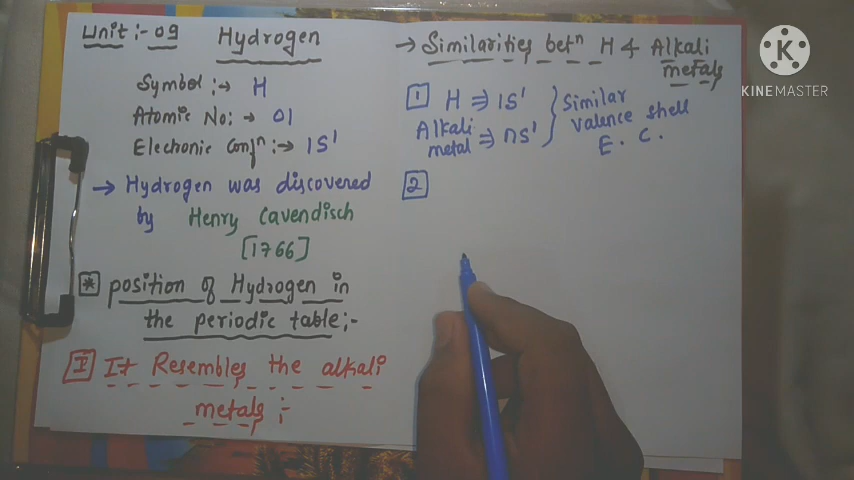 Unit :- 09
Hydrogen
Symbol :→ H
Atomic No: → 01
Electronic Confⁿ :→ 1S¹
→ Hydrogen was discovered
by Henry Cavendisch
[1766]
* position of Hydrogen in
the periodic table ;-
I It Resembles the alkali
metals ;-
→ Similarities betⁿ H & Alkali
metals
1 H ⇒ 1S¹ } Similar
Alkali
metal ⇒ nS¹
valence shell
E. C.
2
KINEMASTER